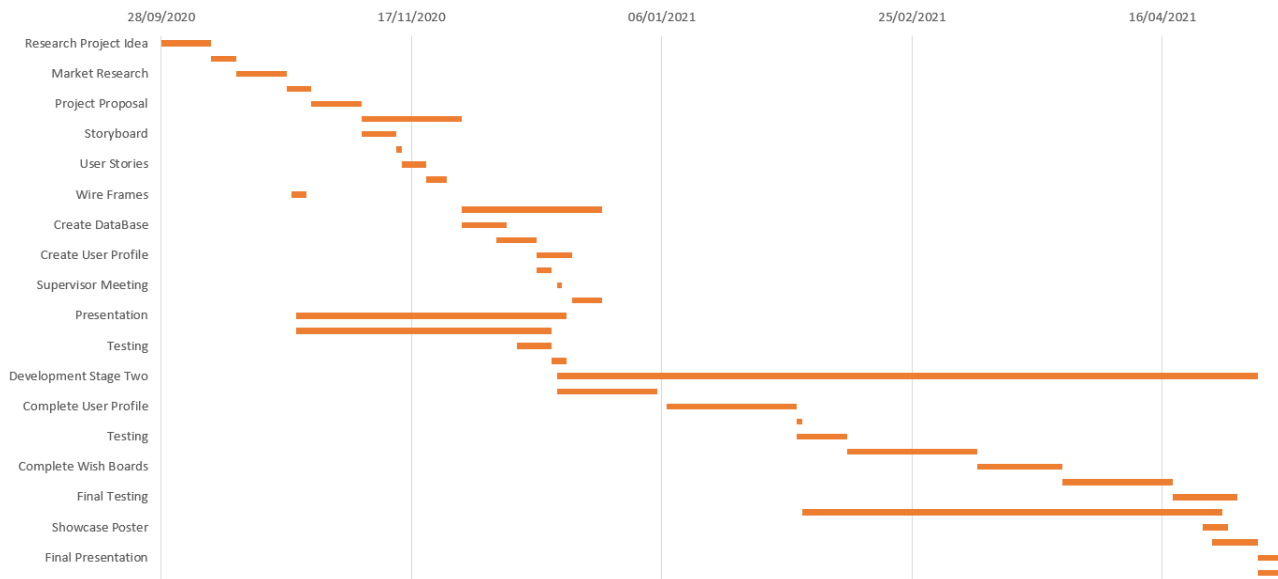 28/09/2020 17/11/2020 06/01/2021 25/02/2021 16/04/2021
Research Project Idea
Market Research
Project Proposal
Storyboard
User Stories
Wire Frames
Create DataBase
Create User Profile
Supervisor Meeting
Presentation
Testing
Development Stage Two
Complete User Profile
Testing
Complete Wish Boards
Final Testing
Showcase Poster
Final Presentation